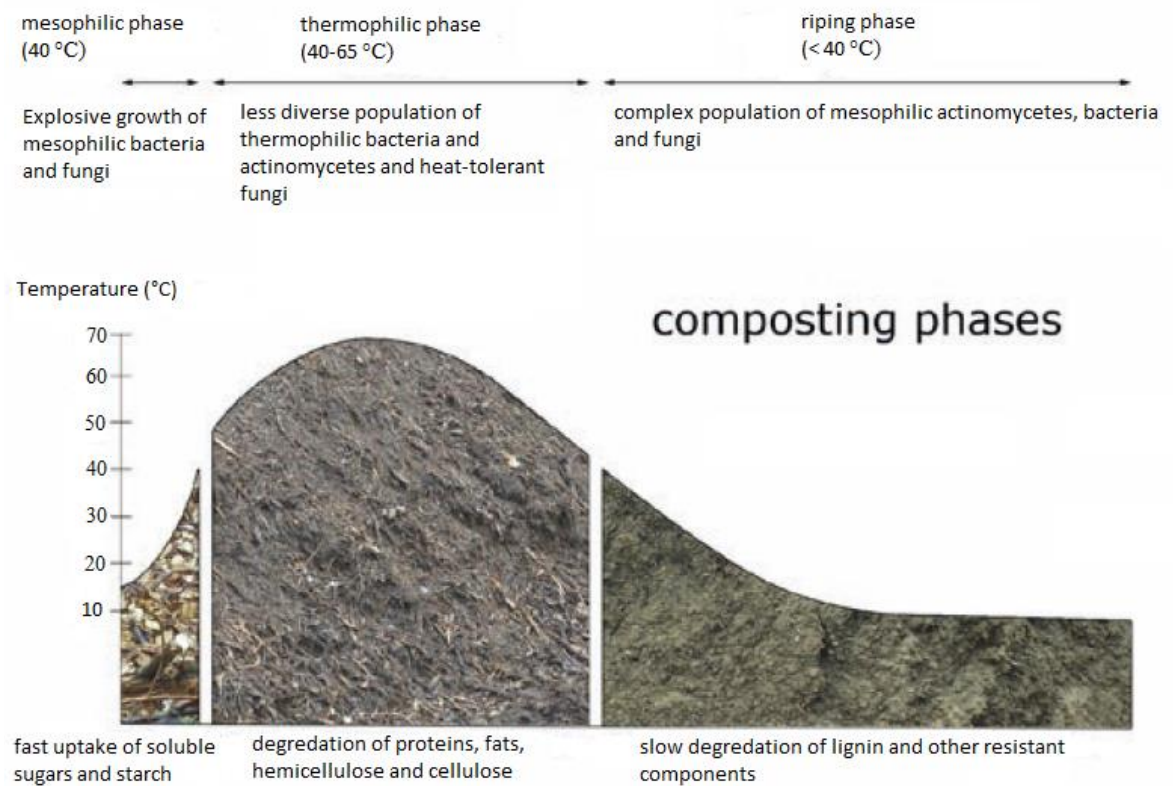 mesophilic phase
(40 °C)
thermophilic phase
(40-65 °C)
riping phase
(< 40 °C)
Explosive growth of
mesophilic bacteria
and fungi
less diverse population of
thermophilic bacteria and
actinomycetes and heat-tolerant
fungi
complex population of mesophilic actinomycetes, bacteria
and fungi
Temperature (°C)
composting phases
70
60
50
40
30
20
10
fast uptake of soluble
sugars and starch
degredation of proteins, fats,
hemicellulose and cellulose
slow degredation of lignin and other resistant
components